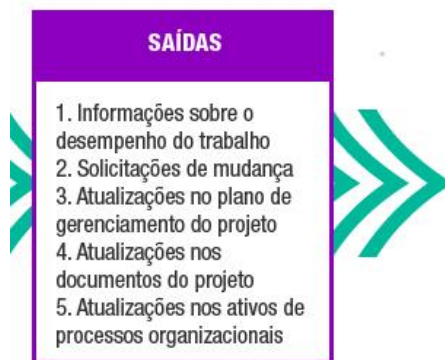 SAÍDAS
1. Informações sobre o
desempenho do trabalho
2. Solicitações de mudança
3. Atualizações no plano de
gerenciamento do projeto
4. Atualizações nos
documentos do projeto
5. Atualizações nos ativos de
processos organizacionais